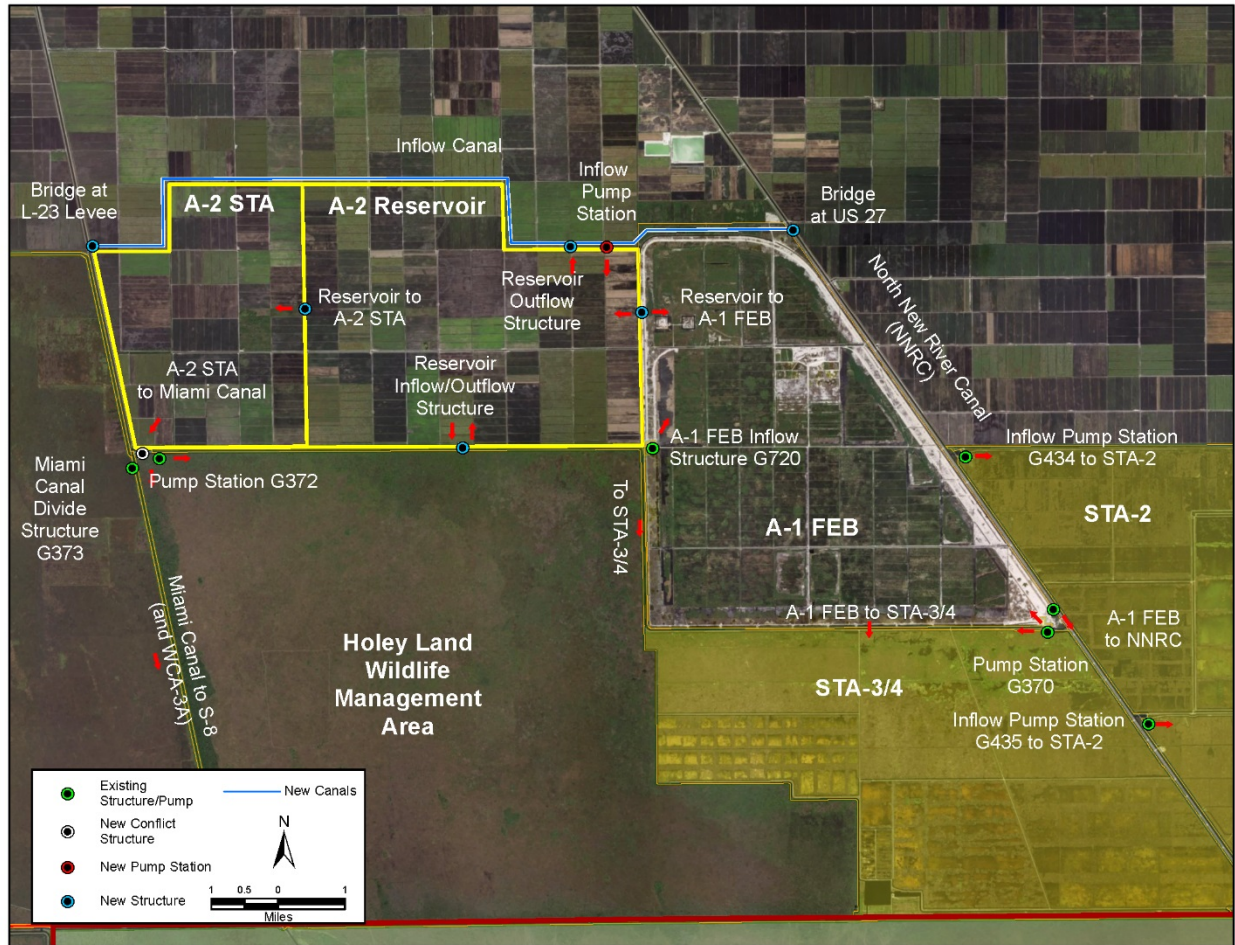 Inflow Canal
Bridge at
L-23 Levee
A-2 STA
A-2 Reservoir
Inflow
Pump
Station
Bridge
at US 27
Reservoir to
A-2 STA
Reservoir
Outflow
Structure
Reservoir to
A-1 FEB
North New River Canal
(NNRC)
A-2 STA
to Miami Canal
Reservoir
Inflow/Outflow
Structure
Miami
Canal
Divide
Structure
G373
Pump Station G372
A-1 FEB Inflow
Structure G720
Inflow Pump Station
G434 to STA-2
To STA-3/4
A-1 FEB
STA-2
Miami Canal to S-8
(and WCA-3A)
Holey Land
Wildlife
Management
Area
A-1 FEB to STA-3/4
A-1 FEB
to NNRC
STA-3/4
Pump Station
G370
Inflow Pump Station
G435 to STA-2
Existing
Structure/Pump
New Conflict
Structure
New Pump Station
New Structure
New Canals
N
1 0.5 0 1
Miles